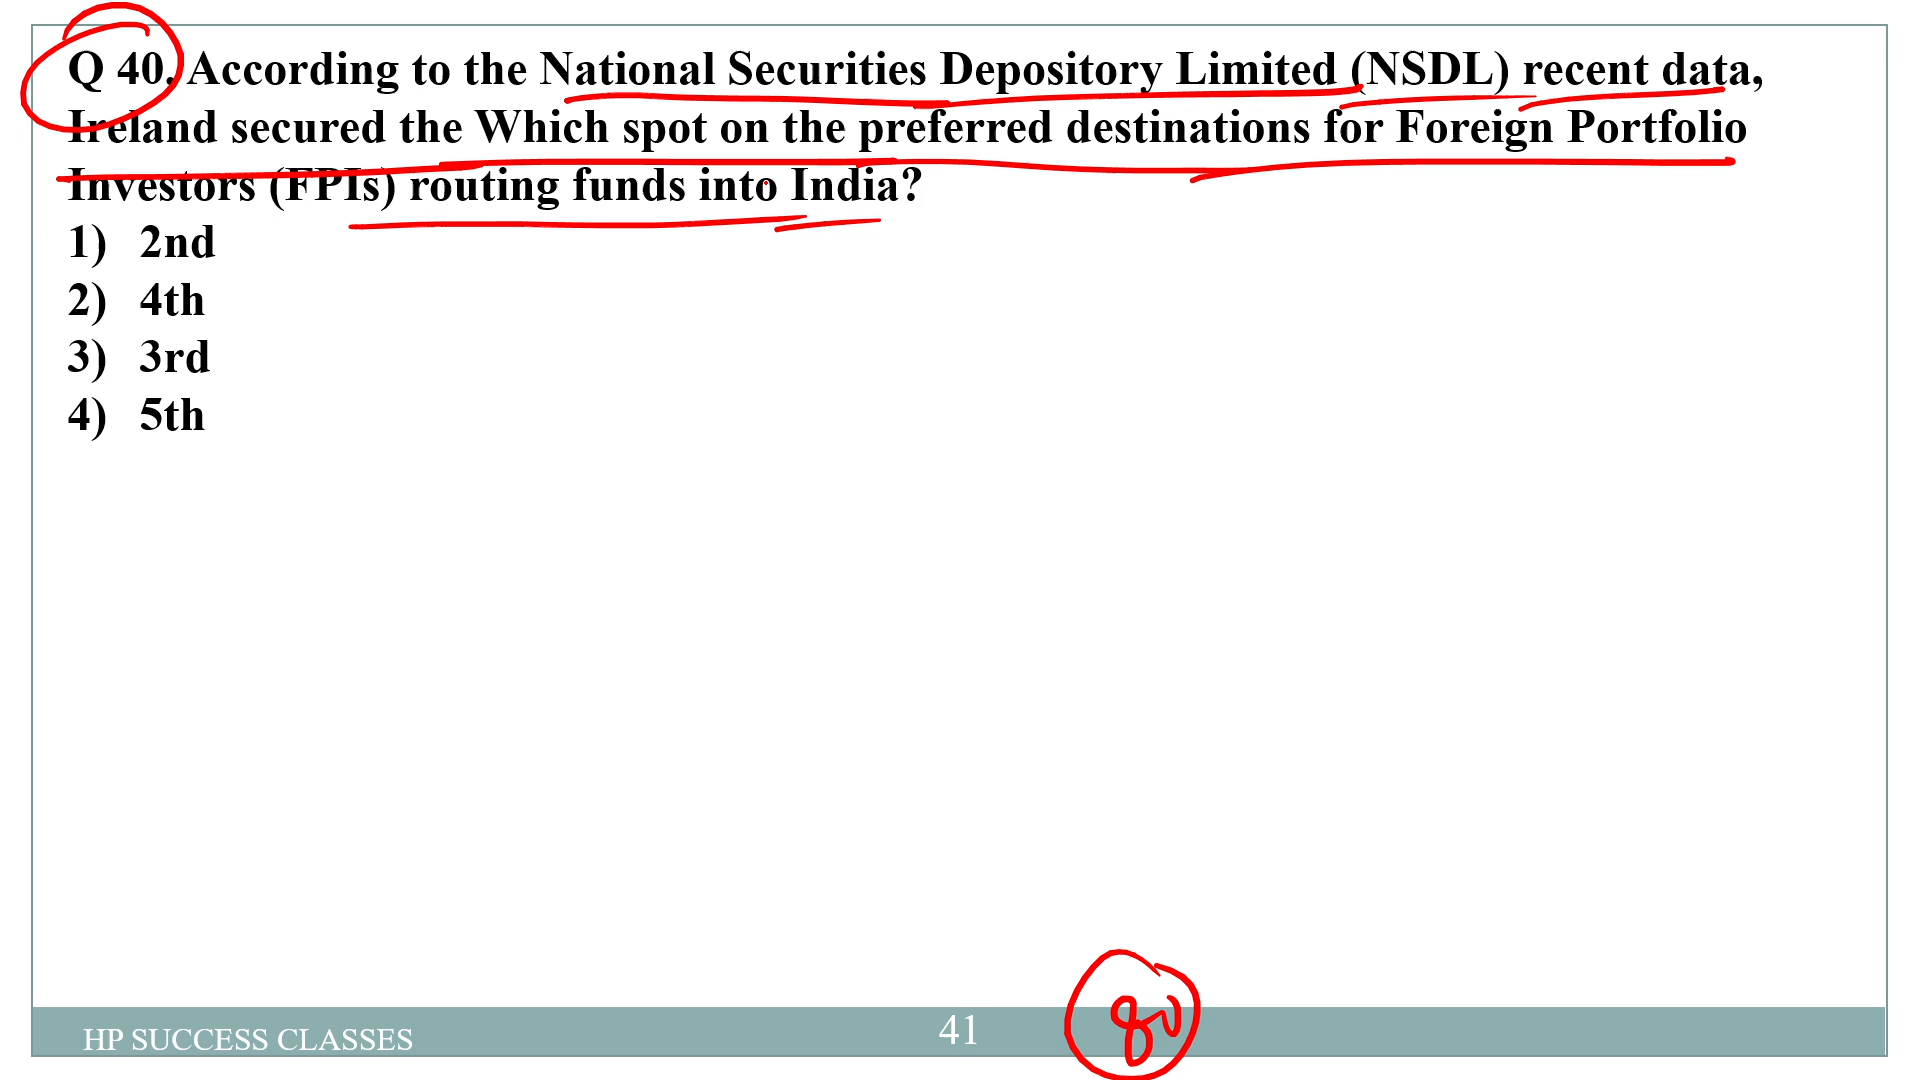 Q 40. According to the National Securities Depository Limited (NSDL) recent data,
Ireland secured the Which spot on the preferred destinations for Foreign Portfolio
Investors (FPIs) routing funds into India?
1) 2nd
2) 4th
3) 3rd
4) 5th
HP SUCCESS CLASSES
41
80